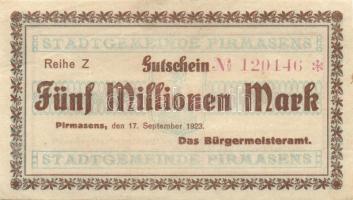 STADTGEMEINDE PIRMASENS
Reihe Z Gutschein № 120446 *
Fünf Millionen Mark
Pirmasens, den 17. September 1923.
Das Bürgermeisteramt.
STADTGEMEINDE PIRMASENS